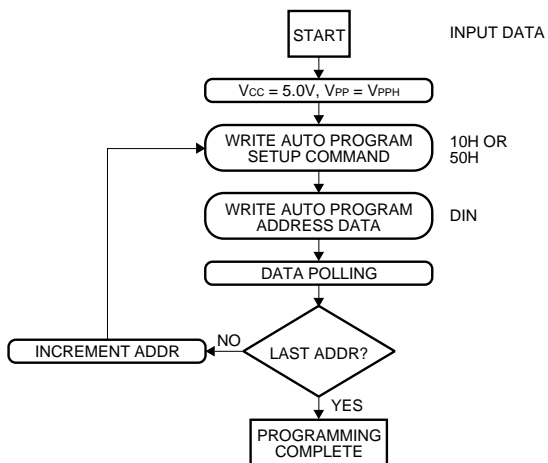 START
INPUT DATA
VCC = 5.0V, VPP = VPPH
WRITE AUTO PROGRAM
SETUP COMMAND
10H OR
50H
WRITE AUTO PROGRAM
ADDRESS DATA
DIN
DATA POLLING
LAST ADDR?
NO
INCREMENT ADDR
YES
PROGRAMMING
COMPLETE